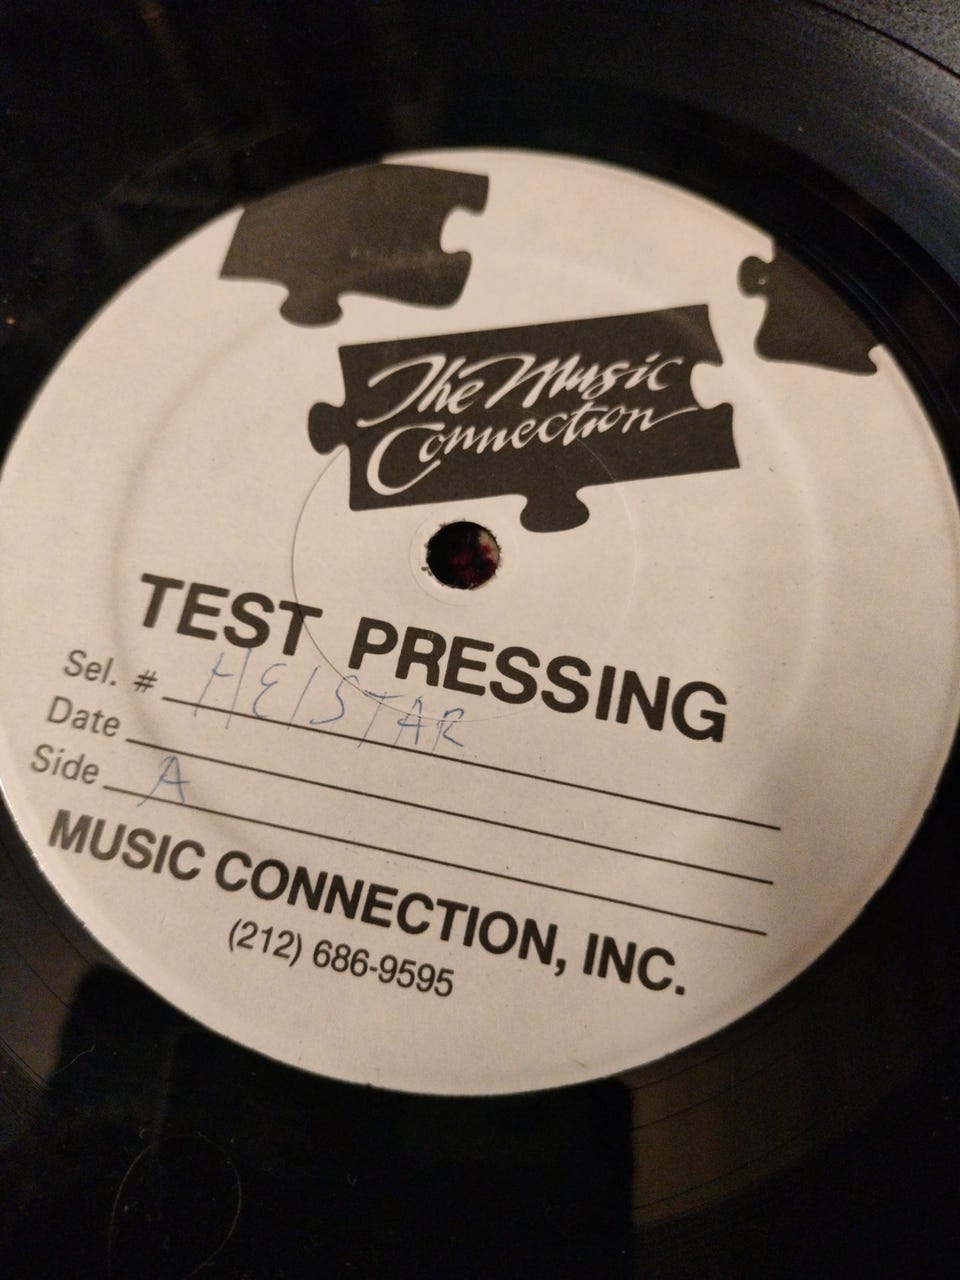 The Music
Connection
TEST PRESSING
Sel. # HEISTAR
Date
Side A
MUSIC CONNECTION, INC.
(212) 686-9595